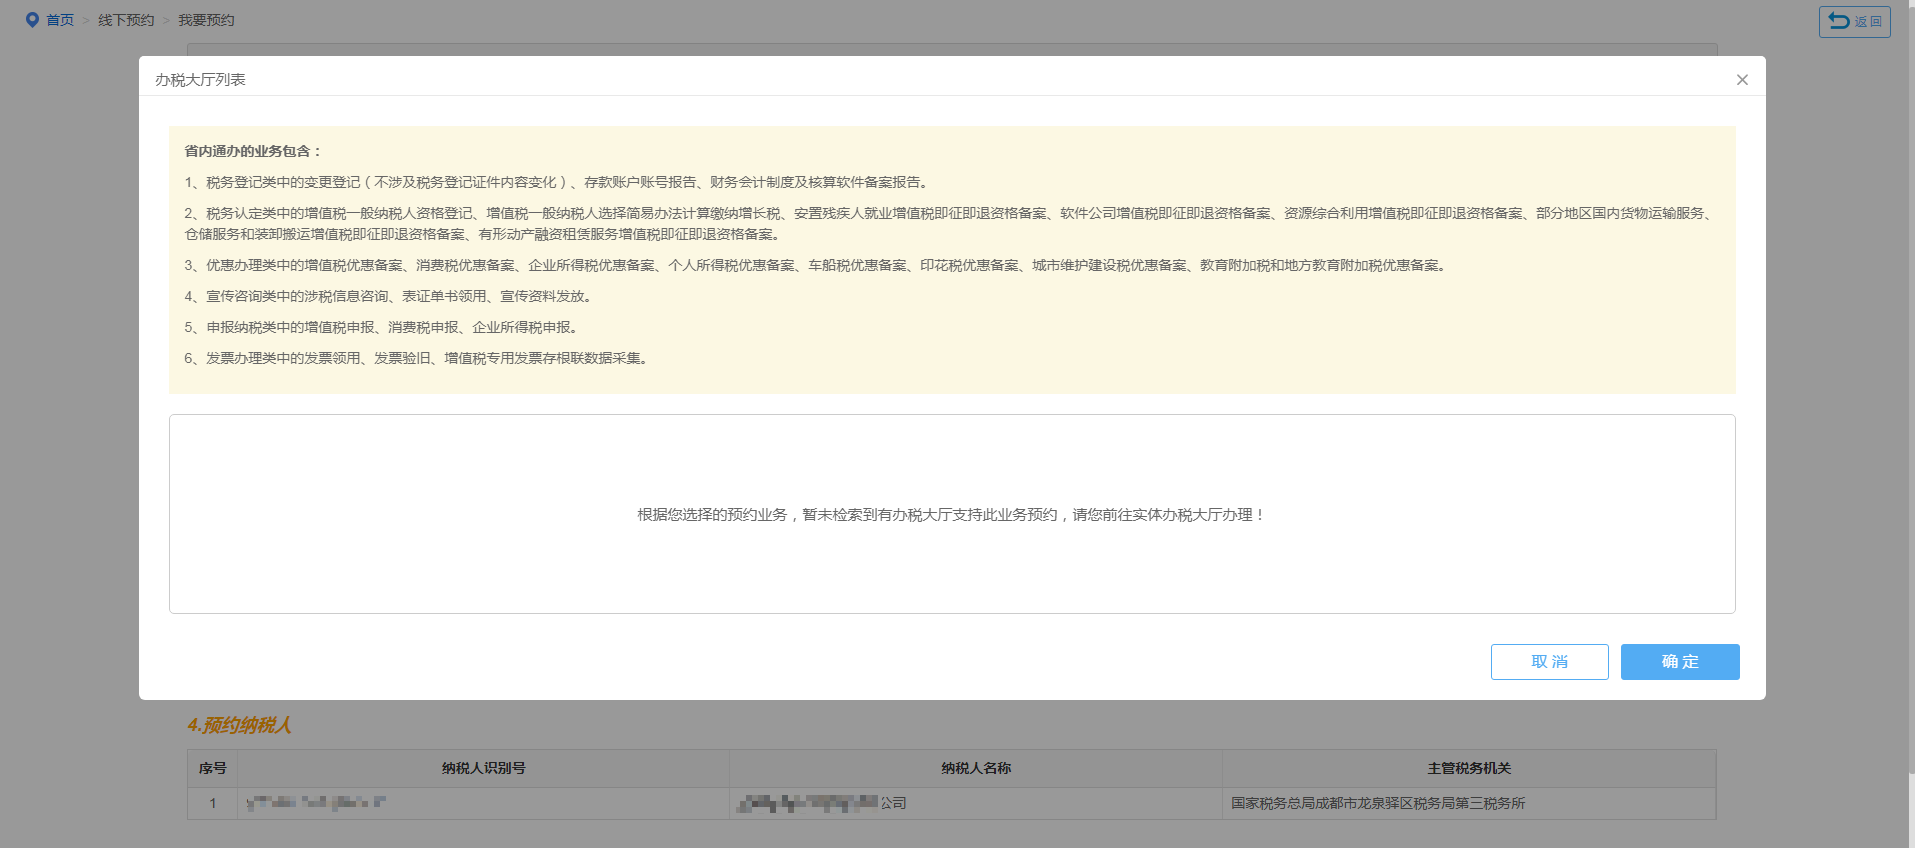 首页 > 线下预约 > 我要预约
返回
办税大厅列表
省内通办的业务包含：
1、税务登记类中的变更登记（不涉及税务登记证件内容变化）、存款账户账号报告、财务会计制度及核算软件备案报告。
2、税务认定类中的增值税一般纳税人资格登记、增值税一般纳税人选择简易办法计算缴纳增长税、安置残疾人就业增值税即征即退资格备案、软件公司增值税即征即退资格备案、资源综合利用增值税即征即退资格备案、部分地区国内货物运输服务、
仓储服务和装卸搬运增值税即征即退资格备案、有形动产融资租赁服务增值税即征即退资格备案。
3、优惠办理类中的增值税优惠备案、消费税优惠备案、企业所得税优惠备案、个人所得税优惠备案、车船税优惠备案、印花税优惠备案、城市维护建设税优惠备案、教育附加税和地方教育附加税优惠备案。
4、宣传咨询类中的涉税信息咨询、表证单书领用、宣传资料发放。
5、申报纳税类中的增值税申报、消费税申报、企业所得税申报。
6、发票办理类中的发票领用、发票验旧、增值税专用发票存根联数据采集。
根据您选择的预约业务，暂未检索到有办税大厅支持此业务预约，请您前往实体办税大厅办理！
取消 确定
4.预约纳税人
序号 纳税人识别号 纳税人名称 主管税务机关
1 公司 国家税务总局成都市龙泉驿区税务局第三税务所